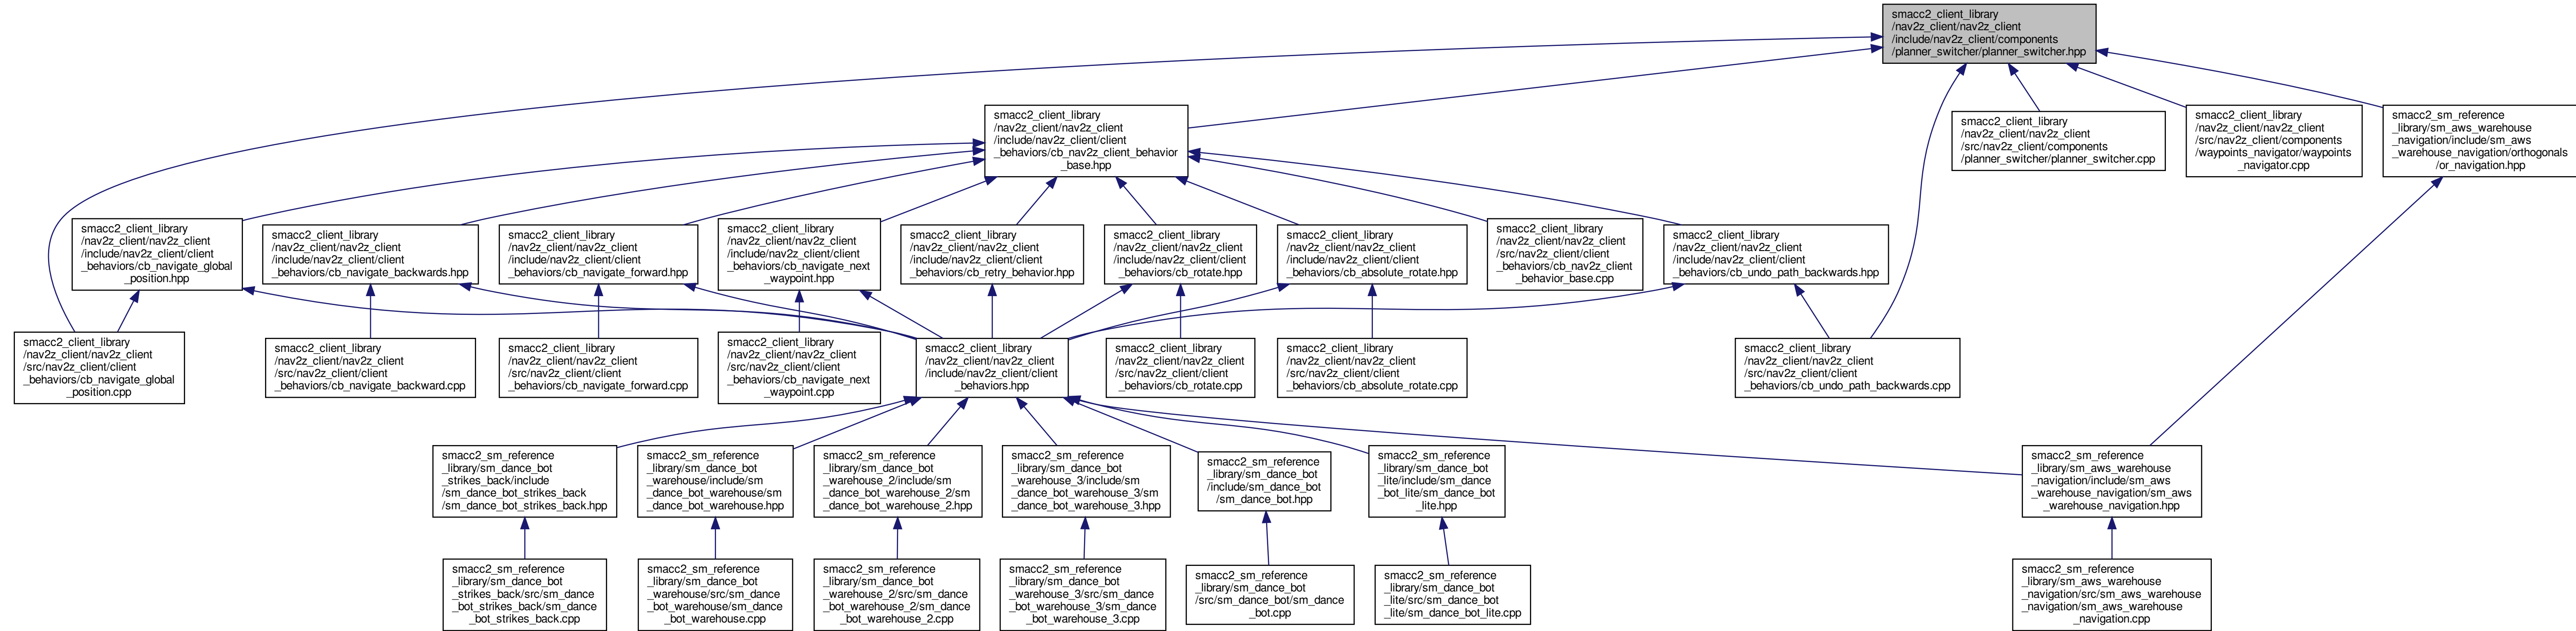 smacc2_client_library
/nav2z_client/nav2z_client
/include/nav2z_client/components
/planner_switcher/planner_switcher.hpp
smacc2_client_library
/nav2z_client/nav2z_client
/include/nav2z_client/client
_behaviors/cb_nav2z_client_behavior
_base.hpp
smacc2_client_library
/nav2z_client/nav2z_client
/src/nav2z_client/components
/planner_switcher/planner_switcher.cpp
smacc2_client_library
/nav2z_client/nav2z_client
/src/nav2z_client/components
/waypoints_navigator/waypoints
_navigator.cpp
smacc2_sm_reference
_library/sm_aws_warehouse
_navigation/include/sm_aws
_warehouse_navigation/orthogonals
/or_navigation.hpp
smacc2_client_library
/nav2z_client/nav2z_client
/include/nav2z_client/client
_behaviors/cb_navigate_global
_position.hpp
smacc2_client_library
/nav2z_client/nav2z_client
/include/nav2z_client/client
_behaviors/cb_navigate_backwards.hpp
smacc2_client_library
/nav2z_client/nav2z_client
/include/nav2z_client/client
_behaviors/cb_navigate_forward.hpp
smacc2_client_library
/nav2z_client/nav2z_client
/include/nav2z_client/client
_behaviors/cb_navigate_next
_waypoint.hpp
smacc2_client_library
/nav2z_client/nav2z_client
/include/nav2z_client/client
_behaviors/cb_retry_behavior.hpp
smacc2_client_library
/nav2z_client/nav2z_client
/include/nav2z_client/client
_behaviors/cb_rotate.hpp
smacc2_client_library
/nav2z_client/nav2z_client
/include/nav2z_client/client
_behaviors/cb_absolute_rotate.hpp
smacc2_client_library
/nav2z_client/nav2z_client
/src/nav2z_client/client
_behaviors/cb_nav2z_client
_behavior_base.cpp
smacc2_client_library
/nav2z_client/nav2z_client
/include/nav2z_client/client
_behaviors/cb_undo_path_backwards.hpp
smacc2_client_library
/nav2z_client/nav2z_client
/src/nav2z_client/client
_behaviors/cb_navigate_global
_position.cpp
smacc2_client_library
/nav2z_client/nav2z_client
/src/nav2z_client/client
_behaviors/cb_navigate_backward.cpp
smacc2_client_library
/nav2z_client/nav2z_client
/src/nav2z_client/client
_behaviors/cb_navigate_forward.cpp
smacc2_client_library
/nav2z_client/nav2z_client
/src/nav2z_client/client
_behaviors/cb_navigate_next
_waypoint.cpp
smacc2_client_library
/nav2z_client/nav2z_client
/include/nav2z_client/client
_behaviors.hpp
smacc2_client_library
/nav2z_client/nav2z_client
/src/nav2z_client/client
_behaviors/cb_rotate.cpp
smacc2_client_library
/nav2z_client/nav2z_client
/src/nav2z_client/client
_behaviors/cb_absolute_rotate.cpp
smacc2_client_library
/nav2z_client/nav2z_client
/src/nav2z_client/client
_behaviors/cb_undo_path_backwards.cpp
smacc2_sm_reference
_library/sm_dance_bot
_strikes_back/include
/sm_dance_bot_strikes_back
/sm_dance_bot_strikes_back.hpp
smacc2_sm_reference
_library/sm_dance_bot
_warehouse/include/sm
_dance_bot_warehouse/sm
_dance_bot_warehouse.hpp
smacc2_sm_reference
_library/sm_dance_bot
_warehouse_2/include/sm
_dance_bot_warehouse_2/sm
_dance_bot_warehouse_2.hpp
smacc2_sm_reference
_library/sm_dance_bot
_warehouse_3/include/sm
_dance_bot_warehouse_3/sm
_dance_bot_warehouse_3.hpp
smacc2_sm_reference
_library/sm_dance_bot
/include/sm_dance_bot
/sm_dance_bot.hpp
smacc2_sm_reference
_library/sm_dance_bot
_lite/include/sm_dance
_bot_lite/sm_dance_bot
_lite.hpp
smacc2_sm_reference
_library/sm_aws_warehouse
_navigation/include/sm_aws
_warehouse_navigation/sm_aws
_warehouse_navigation.hpp
smacc2_sm_reference
_library/sm_dance_bot
_strikes_back/src/sm_dance
_bot_strikes_back/sm_dance
_bot_strikes_back.cpp
smacc2_sm_reference
_library/sm_dance_bot
_warehouse/src/sm_dance
_bot_warehouse/sm_dance
_bot_warehouse.cpp
smacc2_sm_reference
_library/sm_dance_bot
_warehouse_2/src/sm_dance
_bot_warehouse_2/sm_dance
_bot_warehouse_2.cpp
smacc2_sm_reference
_library/sm_dance_bot
_warehouse_3/src/sm_dance
_bot_warehouse_3/sm_dance
_bot_warehouse_3.cpp
smacc2_sm_reference
_library/sm_dance_bot
/src/sm_dance_bot/sm_dance
_bot.cpp
smacc2_sm_reference
_library/sm_dance_bot
_lite/src/sm_dance_bot
_lite/sm_dance_bot_lite.cpp
smacc2_sm_reference
_library/sm_aws_warehouse
_navigation/src/sm_aws_warehouse
_navigation/sm_aws_warehouse
_navigation.cpp